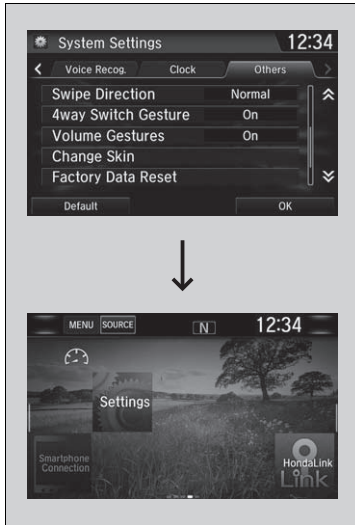 System Settings 12:34
Voice Recog. Clock Others
Swipe Direction Normal
4way Switch Gesture On
Volume Gestures On
Change Skin
Factory Data Reset
Default OK
MENU SOURCE N 12:34
Settings
Smartphone
Connection
HondaLink
Link